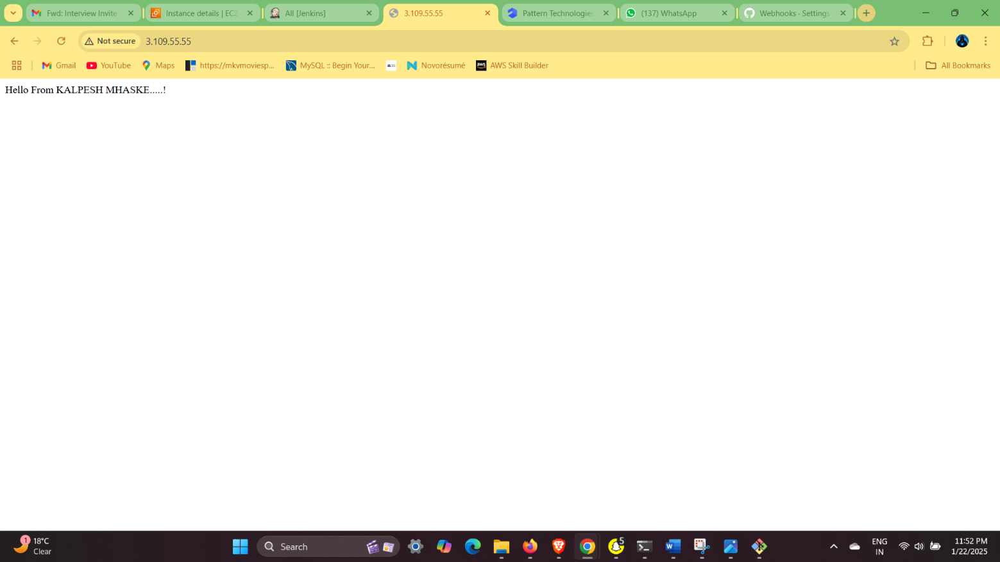 Fwd: Interview Invite
Instance details | EC2
All [Jenkins]
3.109.55.55
Pattern Technologies
(137) WhatsApp
Webhooks · Settings
Not secure
3.109.55.55
Gmail
YouTube
Maps
https://mkvmoviesp...
MySQL :: Begin Your...
Novorésumé
aws
AWS Skill Builder
All Bookmarks
Hello From KALPESH MHASKE.....!
1
18°C
Clear
Search
5
ENG
IN
11:52 PM
1/22/2025